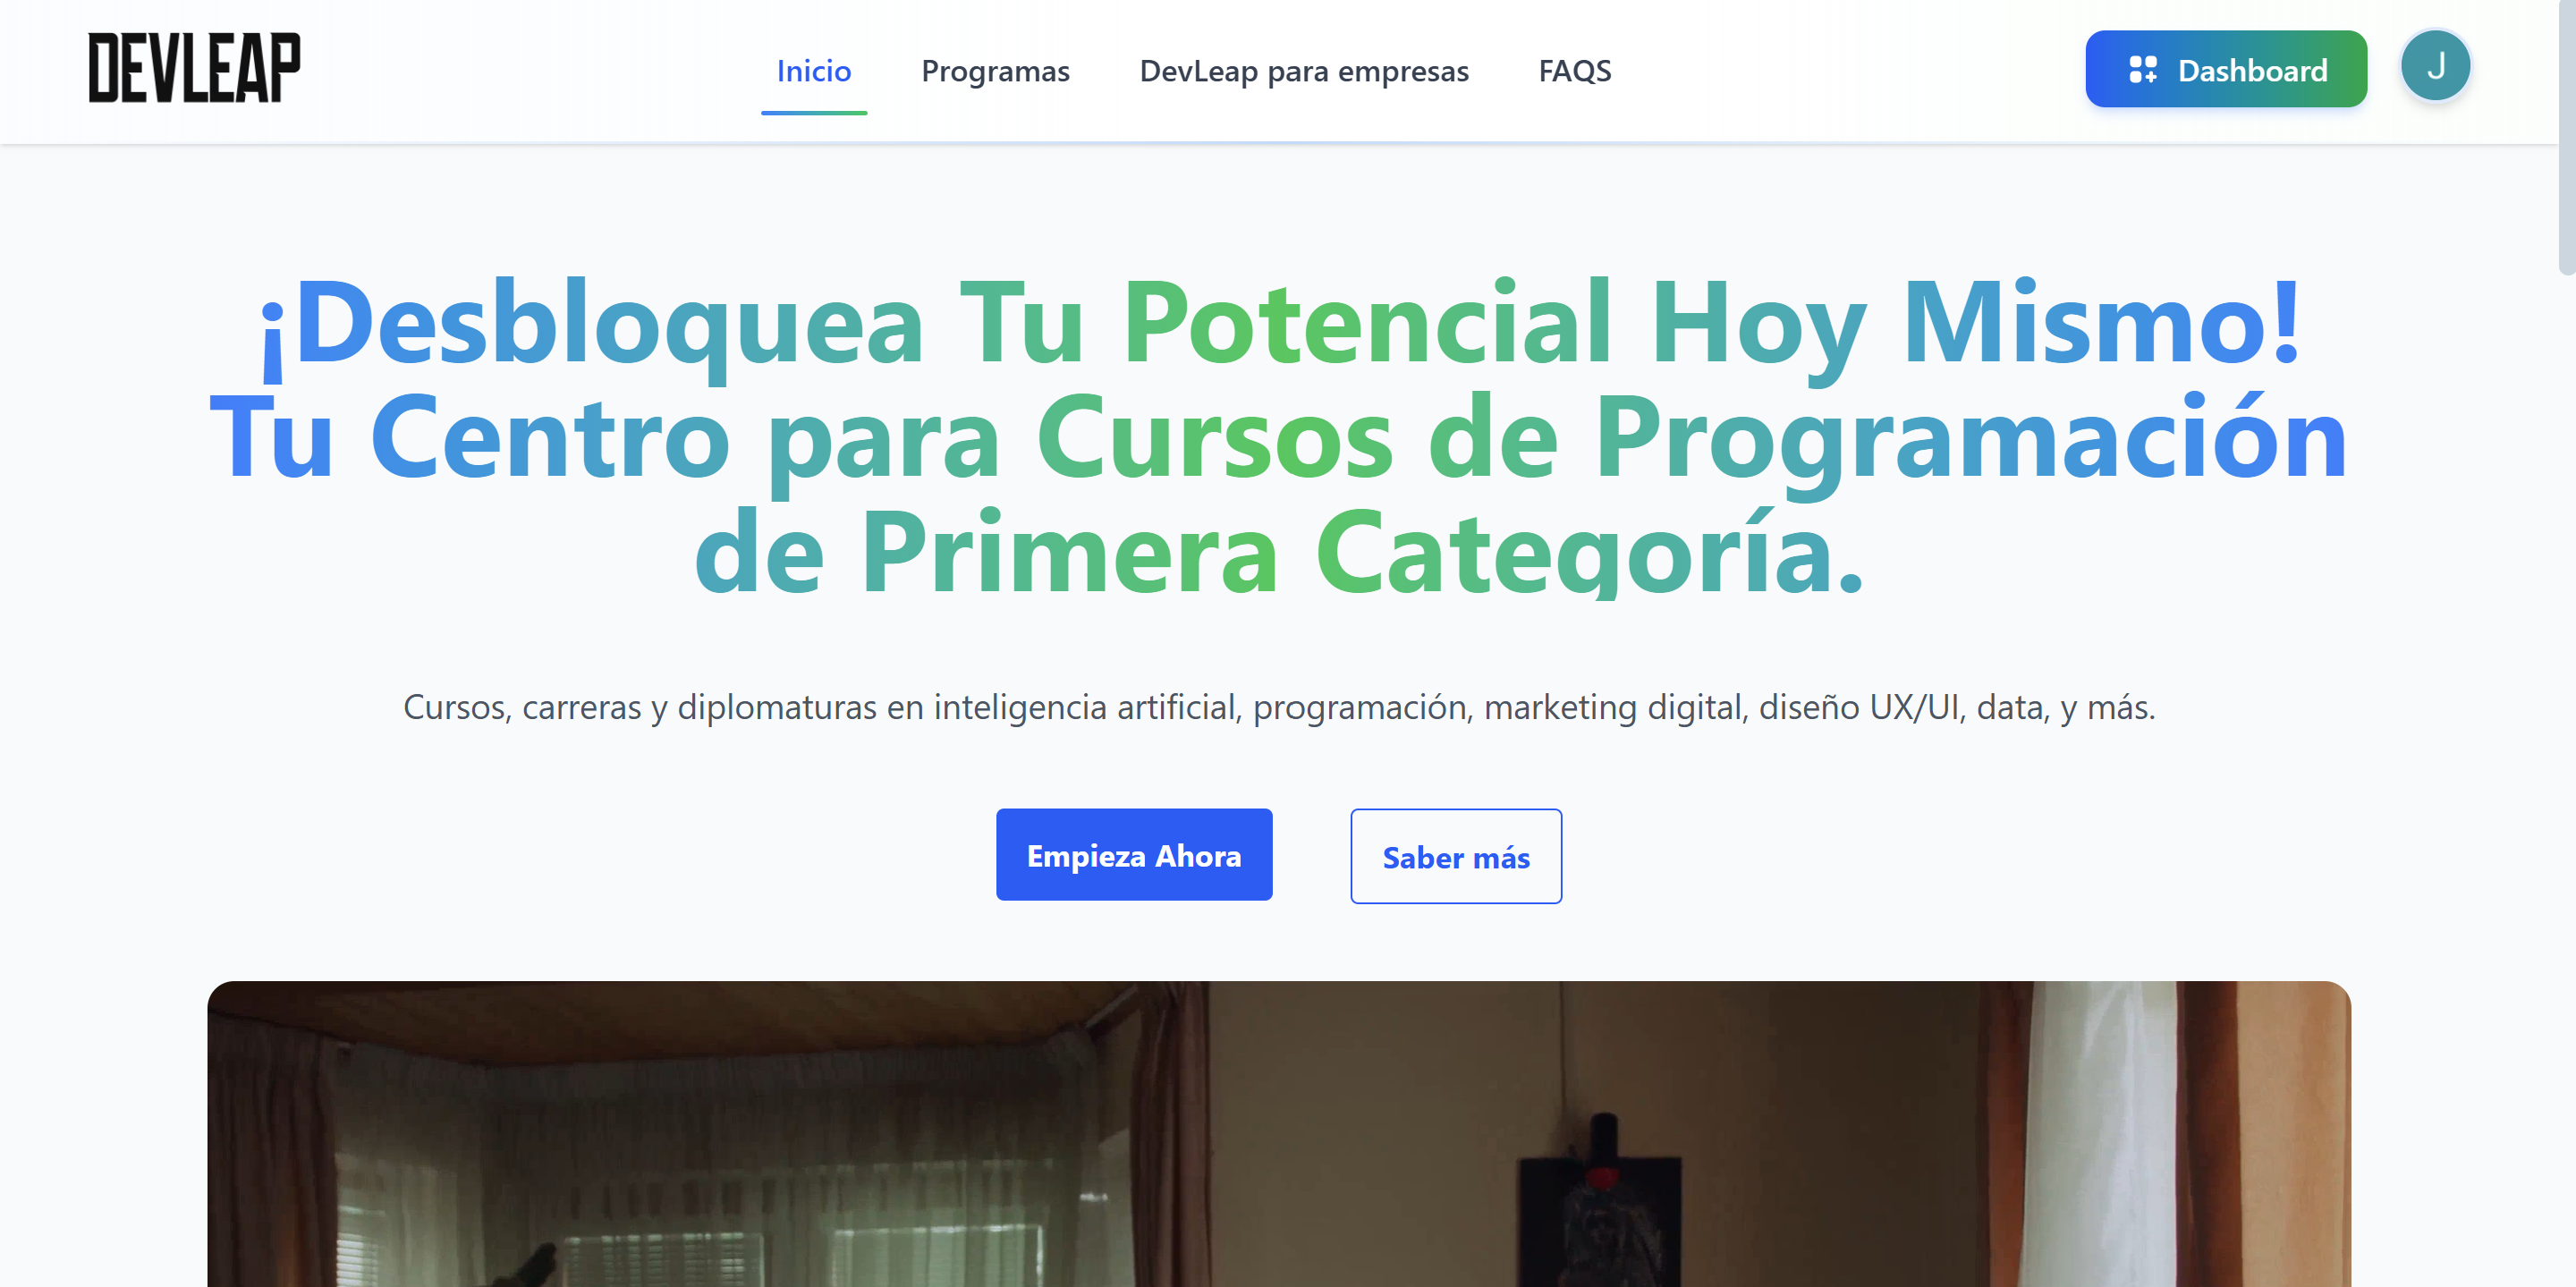 DEVLEAP
Inicio
Programas
DevLeap para empresas
FAQS
Dashboard
J
¡Desbloquea Tu Potencial Hoy Mismo!
Tu Centro para Cursos de Programación
de Primera Categoría.
Cursos, carreras y diplomaturas en inteligencia artificial, programación, marketing digital, diseño UX/UI, data, y más.
Empieza Ahora
Saber más